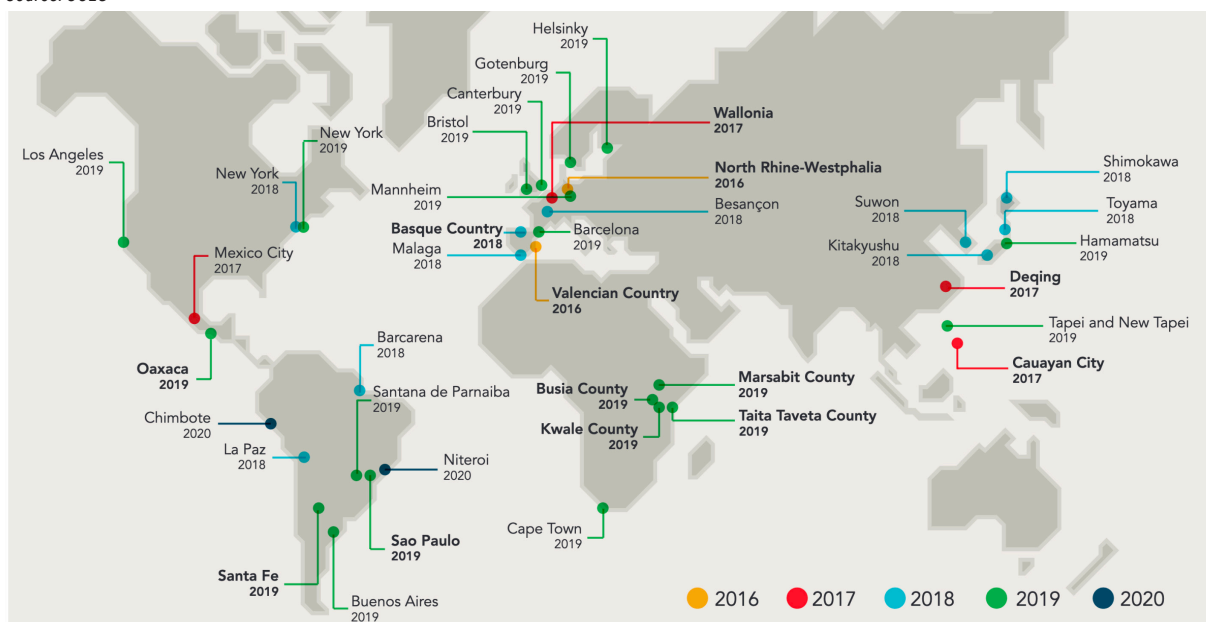 Helsinky
2019
Gotenburg
2019
Canterbury
2019
Bristol
2019
Wallonia
2017
New York
2019
Los Angeles
2019
New York
2018
Mannheim
2019
North Rhine-Westphalia
2016
Besançon
2018
Shimokawa
2018
Suwon
2018
Toyama
2018
Basque Country
2018
Barcelona
2019
Malaga
2018
Kitakyushu
2018
Hamamatsu
2019
Mexico City
2017
Deqing
2017
Valencian Country
2016
Tapei and New Tapei
2019
Barcarena
2018
Cauayan City
2017
Oaxaca
2019
Santana de Parnaiba
2019
Busia County
2019
Marsabit County
2019
Chimbote
2020
Kwale County
2019
Taita Taveta County
2019
La Paz
2018
Niteroi
2020
Cape Town
2019
Sao Paulo
2019
Santa Fe
2019
Buenos Aires
2019
2016
2017
2018
2019
2020